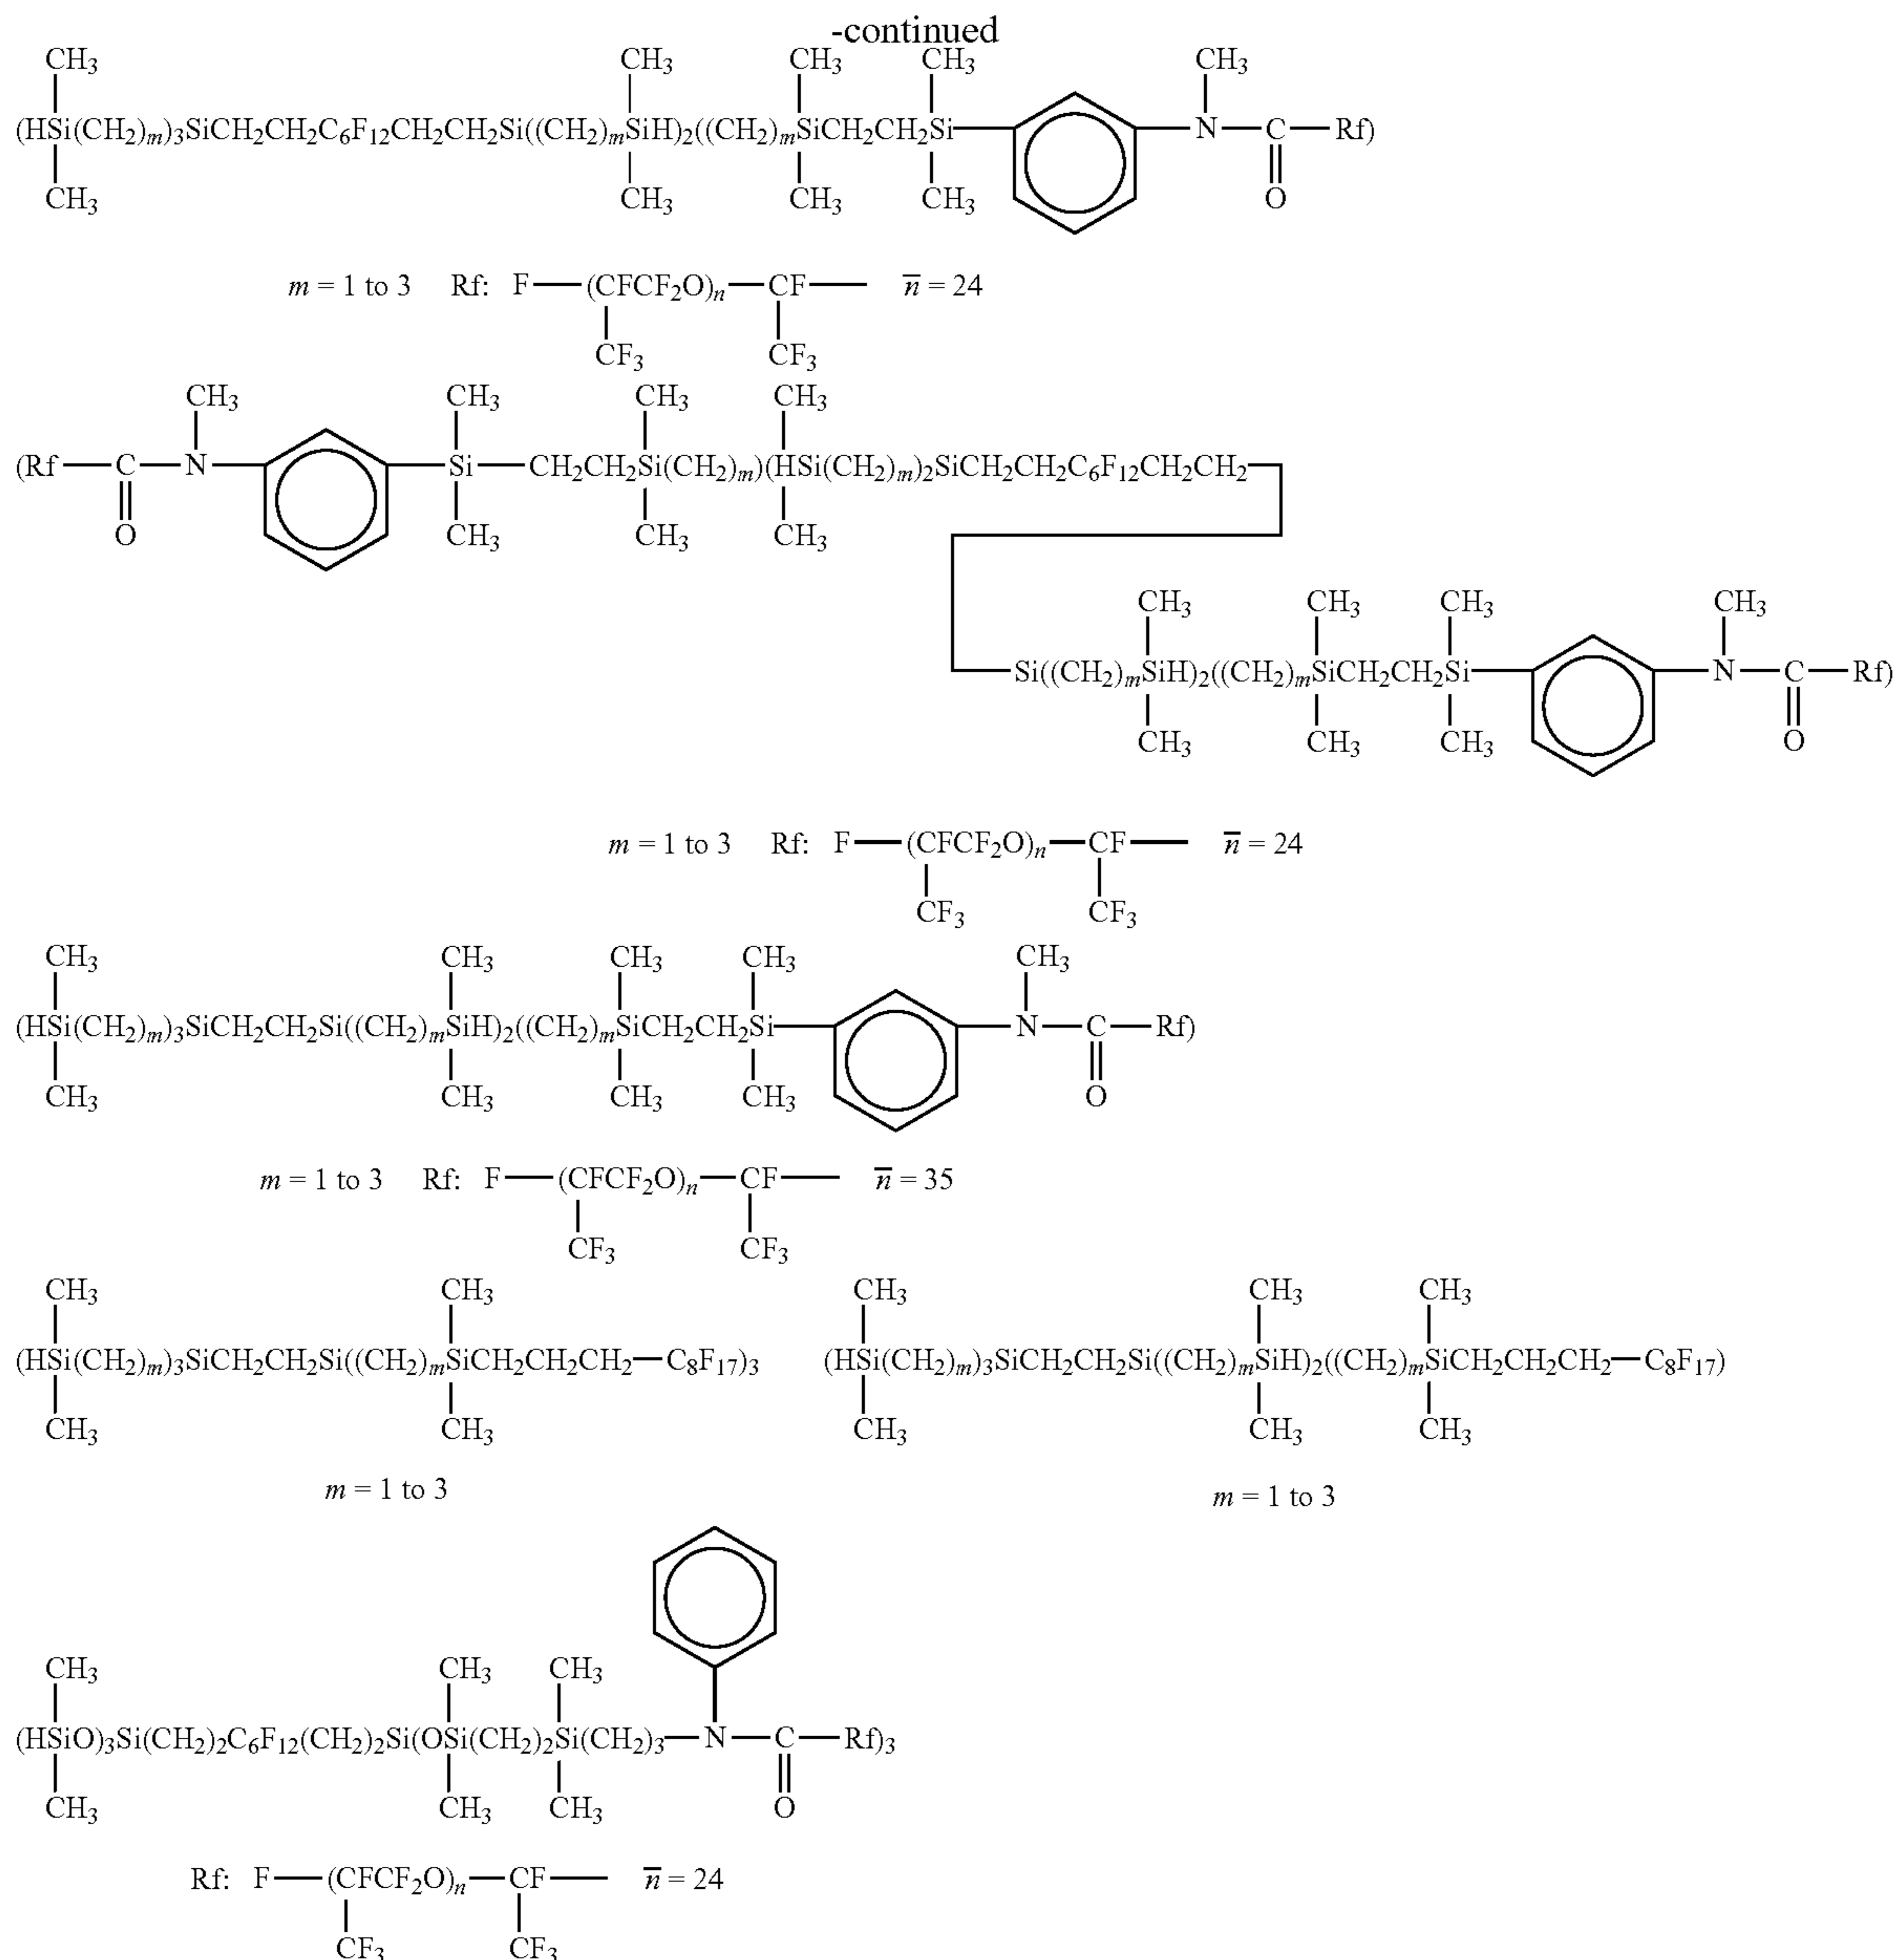 -continued
CH₃ CH₃ CH₃ CH₃ CH₃
(HSi(CH₂)ₘ)₃SiCH₂CH₂C₆F₁₂CH₂CH₂Si((CH₂)ₘSiH)₂((CH₂)ₘSiCH₂CH₂Si N C Rf)
CH₃ CH₃ CH₃ CH₃ O
m = 1 to 3 Rf: F (CFCF₂O)ₙ CF n̅ = 24
CF₃ CF₃
CH₃ CH₃ CH₃ CH₃
(Rf C N Si CH₂CH₂Si(CH₂)ₘ)(HSi(CH₂)ₘ)₂SiCH₂CH₂C₆F₁₂CH₂CH₂
O CH₃ CH₃ CH₃
CH₃ CH₃ CH₃ CH₃
Si((CH₂)ₘSiH)₂((CH₂)ₘSiCH₂CH₂Si N C Rf)
CH₃ CH₃ CH₃ O
m = 1 to 3 Rf: F (CFCF₂O)ₙ CF n̅ = 24
CF₃ CF₃
CH₃ CH₃ CH₃ CH₃ CH₃
(HSi(CH₂)ₘ)₃SiCH₂CH₂Si((CH₂)ₘSiH)₂((CH₂)ₘSiCH₂CH₂Si N C Rf)
CH₃ CH₃ CH₃ CH₃ O
m = 1 to 3 Rf: F (CFCF₂O)ₙ CF n̅ = 35
CF₃ CF₃
CH₃ CH₃ CH₃ CH₃ CH₃
(HSi(CH₂)ₘ)₃SiCH₂CH₂Si((CH₂)ₘSiCH₂CH₂CH₂ C₈F₁₇)₃ (HSi(CH₂)ₘ)₃SiCH₂CH₂Si((CH₂)ₘSiH)₂((CH₂)ₘSiCH₂CH₂CH₂ C₈F₁₇)
CH₃ CH₃ CH₃ CH₃ CH₃
m = 1 to 3 m = 1 to 3
CH₃ CH₃ CH₃
(HSiO)₃Si(CH₂)₂C₆F₁₂(CH₂)₂Si(OSi(CH₂)₂Si(CH₂)₃ N C Rf)₃
CH₃ CH₃ CH₃ O
Rf: F (CFCF₂O)ₙ CF n̅ = 24
CF₃ CF₃